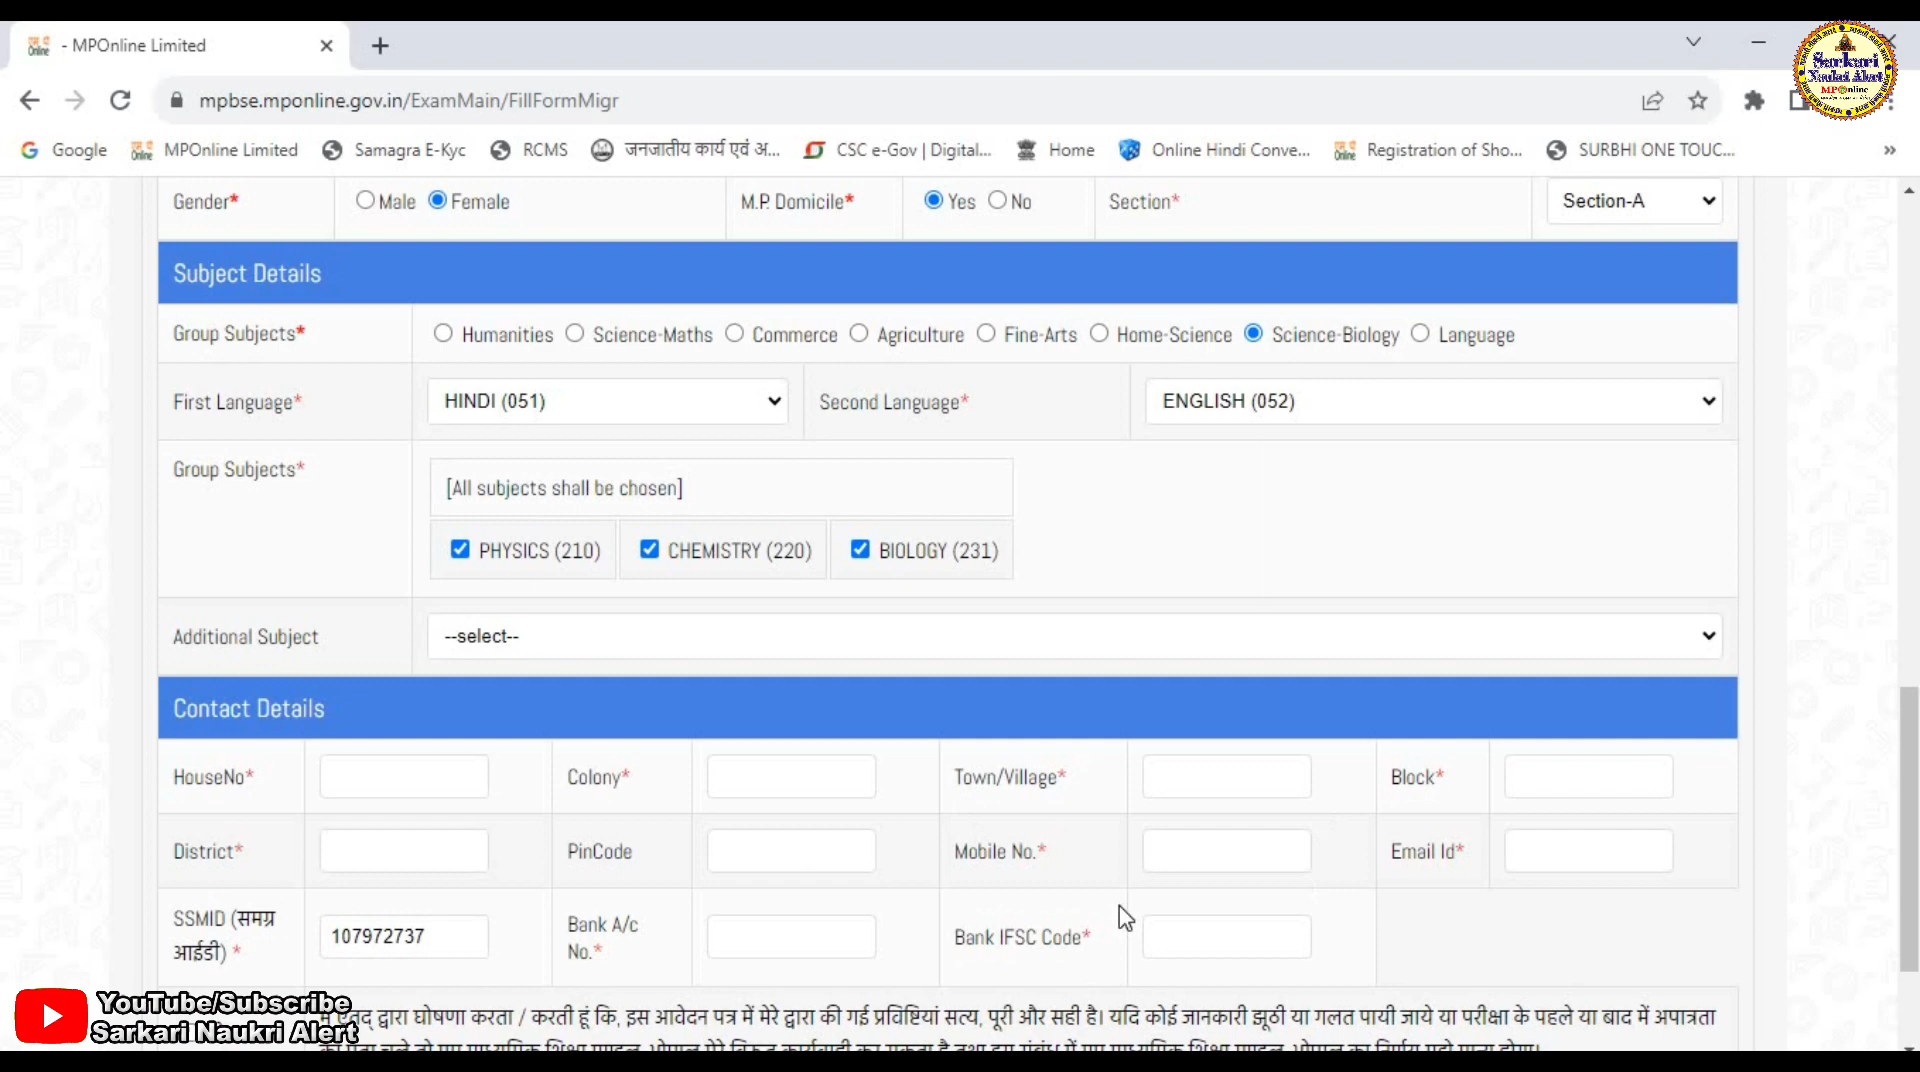 - MPOnline Limited
mpbse.mponline.gov.in/ExamMain/FillFormMigr
Google MPOnline Limited Samagra E-Kyc RCMS जनजातीय कार्य एवं अ... CSC e-Gov | Digital... Home Online Hindi Conve... Registration of Sho... SURBHI ONE TOUC... »
Sarkari
Naukri Alert
MPOnline
Gender* Male Female M.P. Domicile* Yes No Section* Section-A
Subject Details
Group Subjects* Humanities Science-Maths Commerce Agriculture Fine-Arts Home-Science Science-Biology Language
First Language* HINDI (051) Second Language* ENGLISH (052)
Group Subjects* [All subjects shall be chosen]
PHYSICS (210) CHEMISTRY (220) BIOLOGY (231)
Additional Subject --select--
Contact Details
HouseNo* Colony* Town/Village* Block*
District* PinCode Mobile No.* Email Id*
SSMID (समग्र आईडी) * 107972737 Bank A/c No.* Bank IFSC Code*
YouTube/Subscribe
Sarkari Naukri Alert
द्वारा घोषणा करता / करती हूं कि, इस आवेदन पत्र में मेरे द्वारा की गई प्रविष्टियां सत्य, पूरी और सही है। यदि कोई जानकारी झूठी या गलत पायी जाये या परीक्षा के पहले या बाद में अपात्रता